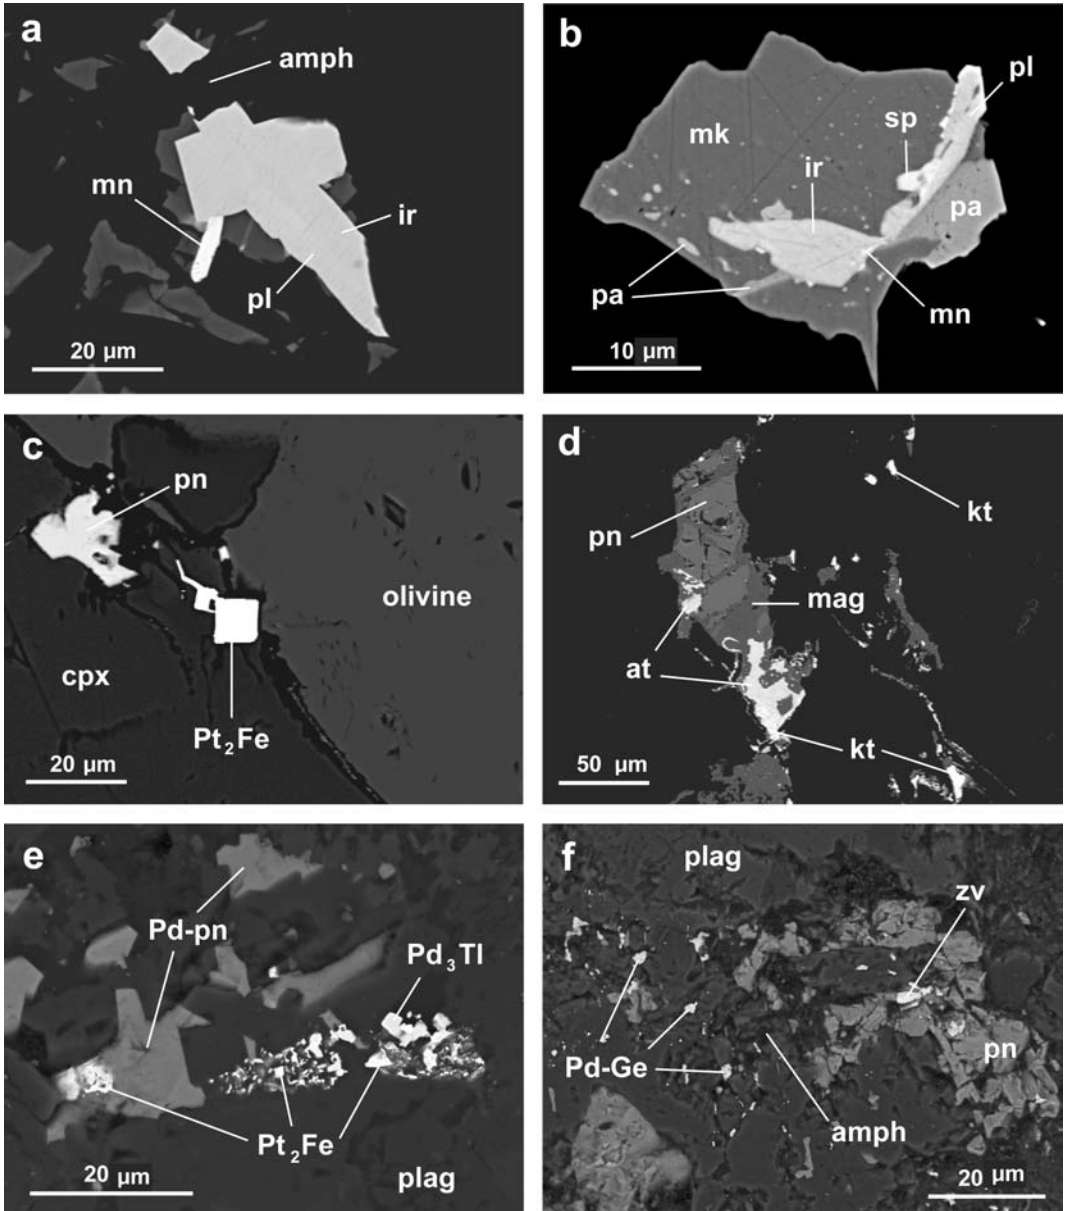 a
amph
mn
ir
pl
20 µm
b
pl
sp
mk
ir
pa
pa
mn
10 µm
c
pn
olivine
cpx
Pt2Fe
20 µm
d
kt
pn
mag
at
kt
50 µm
e
Pd-pn
Pd3Tl
Pt2Fe
20 µm
plag
f
plag
zv
pn
Pd-Ge
amph
20 µm